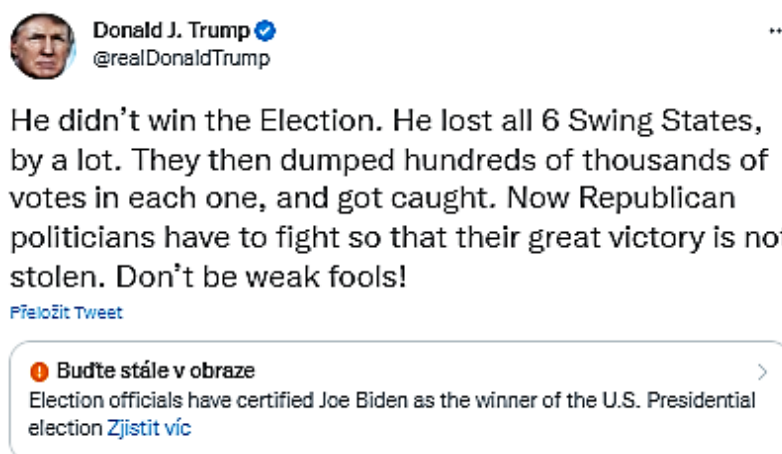 Donald J. Trump
@realDonaldTrump
He didn’t win the Election. He lost all 6 Swing States,
by a lot. They then dumped hundreds of thousands of
votes in each one, and got caught. Now Republican
politicians have to fight so that their great victory is not
stolen. Don’t be weak fools!
Přeložit Tweet
Buďte stále v obraze
Election officials have certified Joe Biden as the winner of the U.S. Presidential
election Zjistit víc